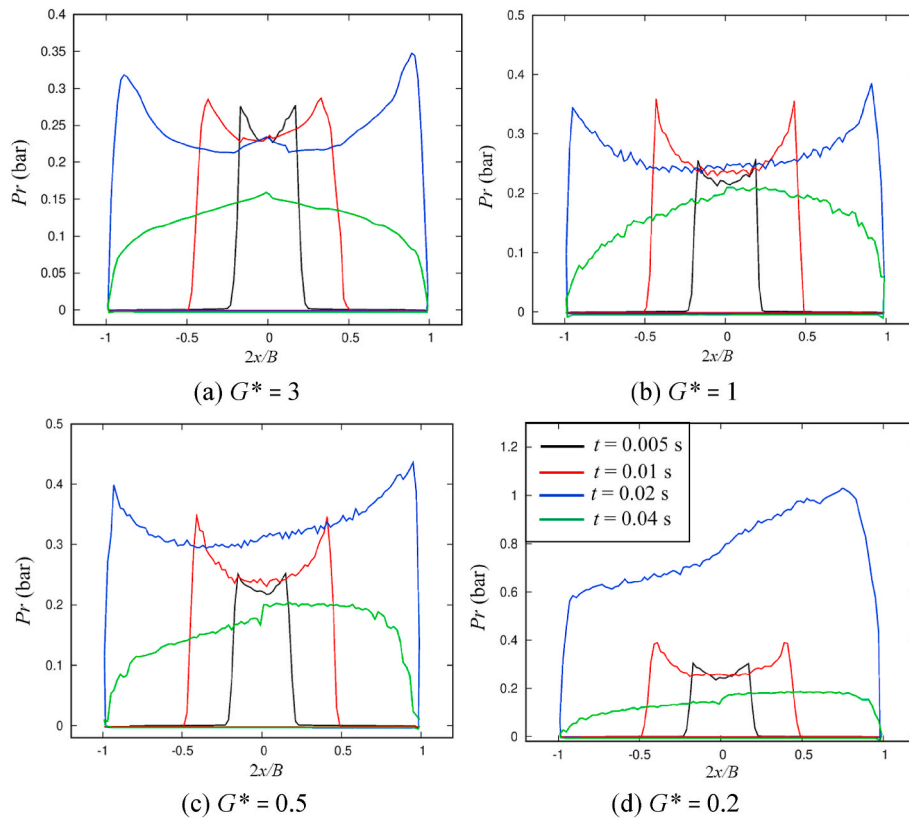 0.4
0.35
0.3
0.25
0.2
0.15
0.1
0.05
0
Pr (bar)
-1 -0.5 0 0.5 1
2x/B
(a) G* = 3
0.5
0.4
0.3
0.2
0.1
0
Pr (bar)
-1 -0.5 0 0.5 1
2x/B
(b) G* = 1
0.5
0.4
0.3
0.2
0.1
0
Pr (bar)
-1 -0.5 0 0.5 1
2x/B
(c) G* = 0.5
1.2
1
0.8
0.6
0.4
0.2
0
Pr (bar)
t = 0.005 s
t = 0.01 s
t = 0.02 s
t = 0.04 s
-1 -0.5 0 0.5 1
2x/B
(d) G* = 0.2